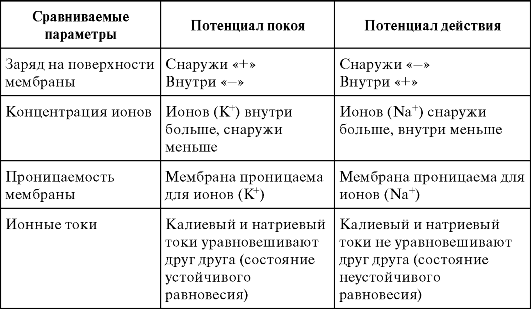 Сравниваемые параметры | Потенциал покоя | Потенциал действия
Заряд на поверхности мембраны | Снаружи «+» Внутри «−» | Снаружи «−» Внутри «+»
Концентрация ионов | Ионов (K⁺) внутри больше, снаружи меньше | Ионов (Na⁺) снаружи больше, внутри меньше
Проницаемость мембраны | Мембрана проницаема для ионов (K⁺) | Мембрана проницаема для ионов (Na⁺)
Ионные токи | Калиевый и натриевый токи уравновешивают друг друга (состояние устойчивого равновесия) | Калиевый и натриевый токи не уравновешивают друг друга (состояние неустойчивого равновесия)